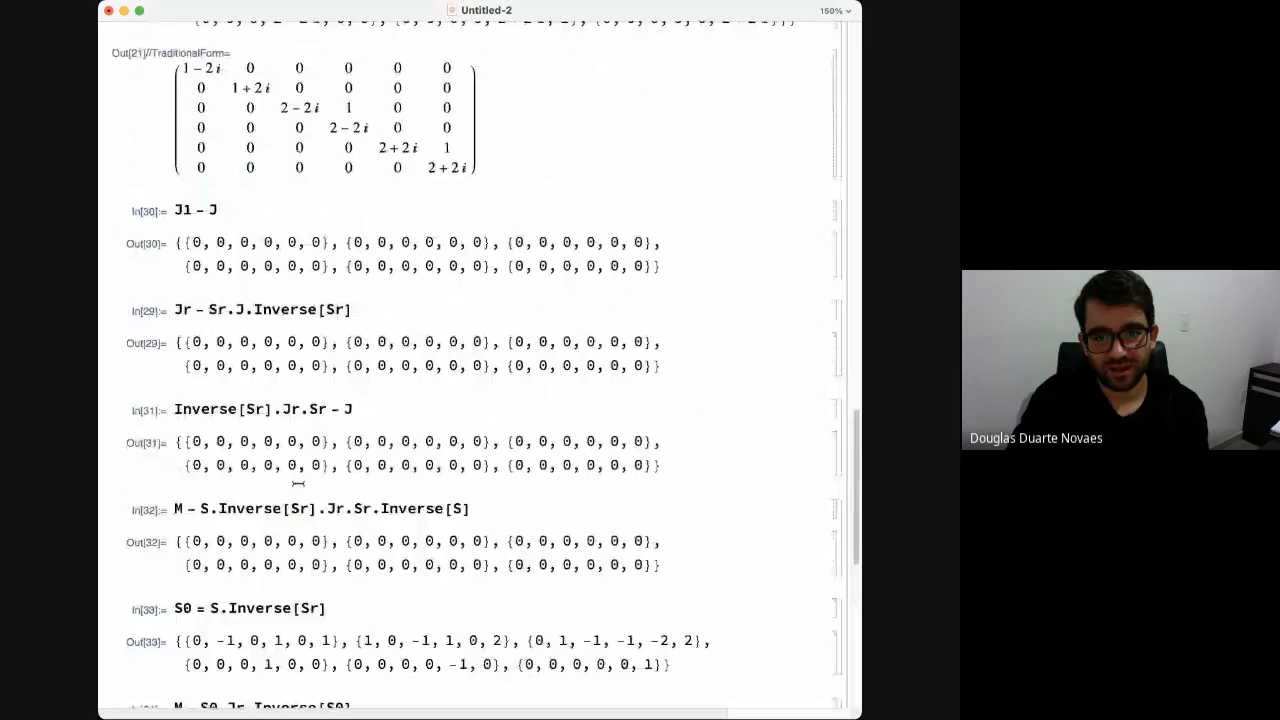 Untitled-2
150%
Out[21]//TraditionalForm=
1 − 2 i 0 0 0 0 0
0 1 + 2 i 0 0 0 0
0 0 2 − 2 i 1 0 0
0 0 0 2 − 2 i 0 0
0 0 0 0 2 + 2 i 1
0 0 0 0 0 2 + 2 i
In[30]:= J1 - J
Out[30]= {{0, 0, 0, 0, 0, 0}, {0, 0, 0, 0, 0, 0}, {0, 0, 0, 0, 0, 0},
{0, 0, 0, 0, 0, 0}, {0, 0, 0, 0, 0, 0}, {0, 0, 0, 0, 0, 0}}
In[29]:= Jr - Sr.J.Inverse[Sr]
Out[29]= {{0, 0, 0, 0, 0, 0}, {0, 0, 0, 0, 0, 0}, {0, 0, 0, 0, 0, 0},
{0, 0, 0, 0, 0, 0}, {0, 0, 0, 0, 0, 0}, {0, 0, 0, 0, 0, 0}}
In[31]:= Inverse[Sr].Jr.Sr - J
Out[31]= {{0, 0, 0, 0, 0, 0}, {0, 0, 0, 0, 0, 0}, {0, 0, 0, 0, 0, 0},
{0, 0, 0, 0, 0, 0}, {0, 0, 0, 0, 0, 0}, {0, 0, 0, 0, 0, 0}}
In[32]:= M - S.Inverse[Sr].Jr.Sr.Inverse[S]
Out[32]= {{0, 0, 0, 0, 0, 0}, {0, 0, 0, 0, 0, 0}, {0, 0, 0, 0, 0, 0},
{0, 0, 0, 0, 0, 0}, {0, 0, 0, 0, 0, 0}, {0, 0, 0, 0, 0, 0}}
In[33]:= S0 = S.Inverse[Sr]
Out[33]= {{0, -1, 0, 1, 0, 1}, {1, 0, -1, 1, 0, 2}, {0, 1, -1, -1, -2, 2},
{0, 0, 0, 1, 0, 0}, {0, 0, 0, 0, -1, 0}, {0, 0, 0, 0, 0, 1}}
M - S0.Jr.Inverse[S0]
Douglas Duarte Novaes